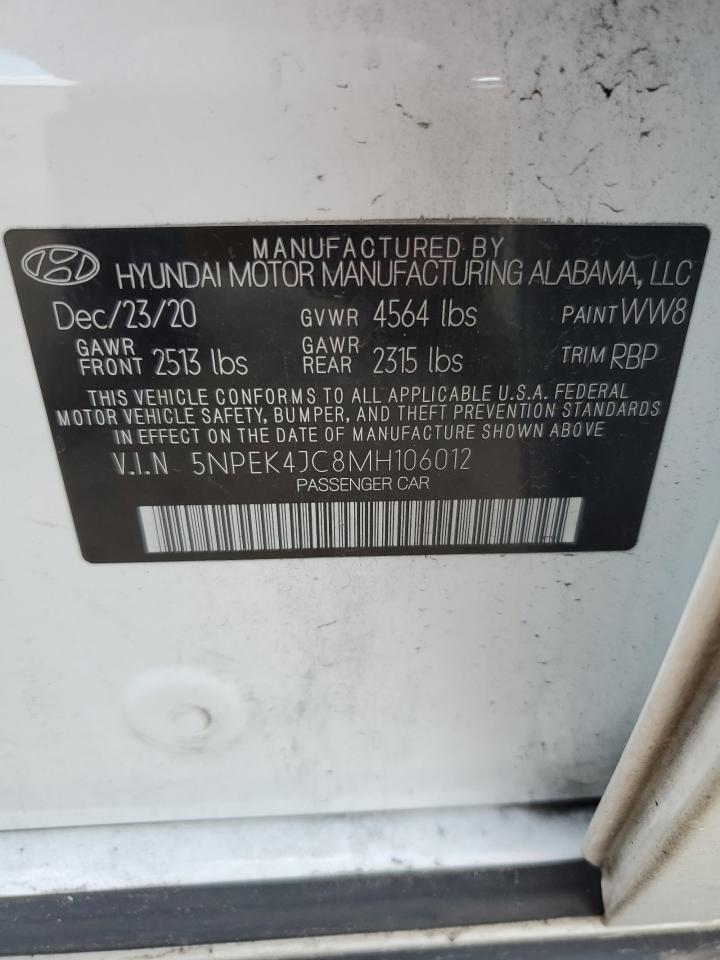 MANUFACTURED BY
HYUNDAI MOTOR MANUFACTURING ALABAMA, LLC
Dec/23/20 GVWR 4564 lbs PAINT WW8
GAWR FRONT 2513 lbs GAWR REAR 2315 lbs TRIM RBP
THIS VEHICLE CONFORMS TO ALL APPLICABLE U.S.A. FEDERAL
MOTOR VEHICLE SAFETY, BUMPER, AND THEFT PREVENTION STANDARDS
IN EFFECT ON THE DATE OF MANUFACTURE SHOWN ABOVE
V.I.N 5NPEK4JC8MH106012
PASSENGER CAR